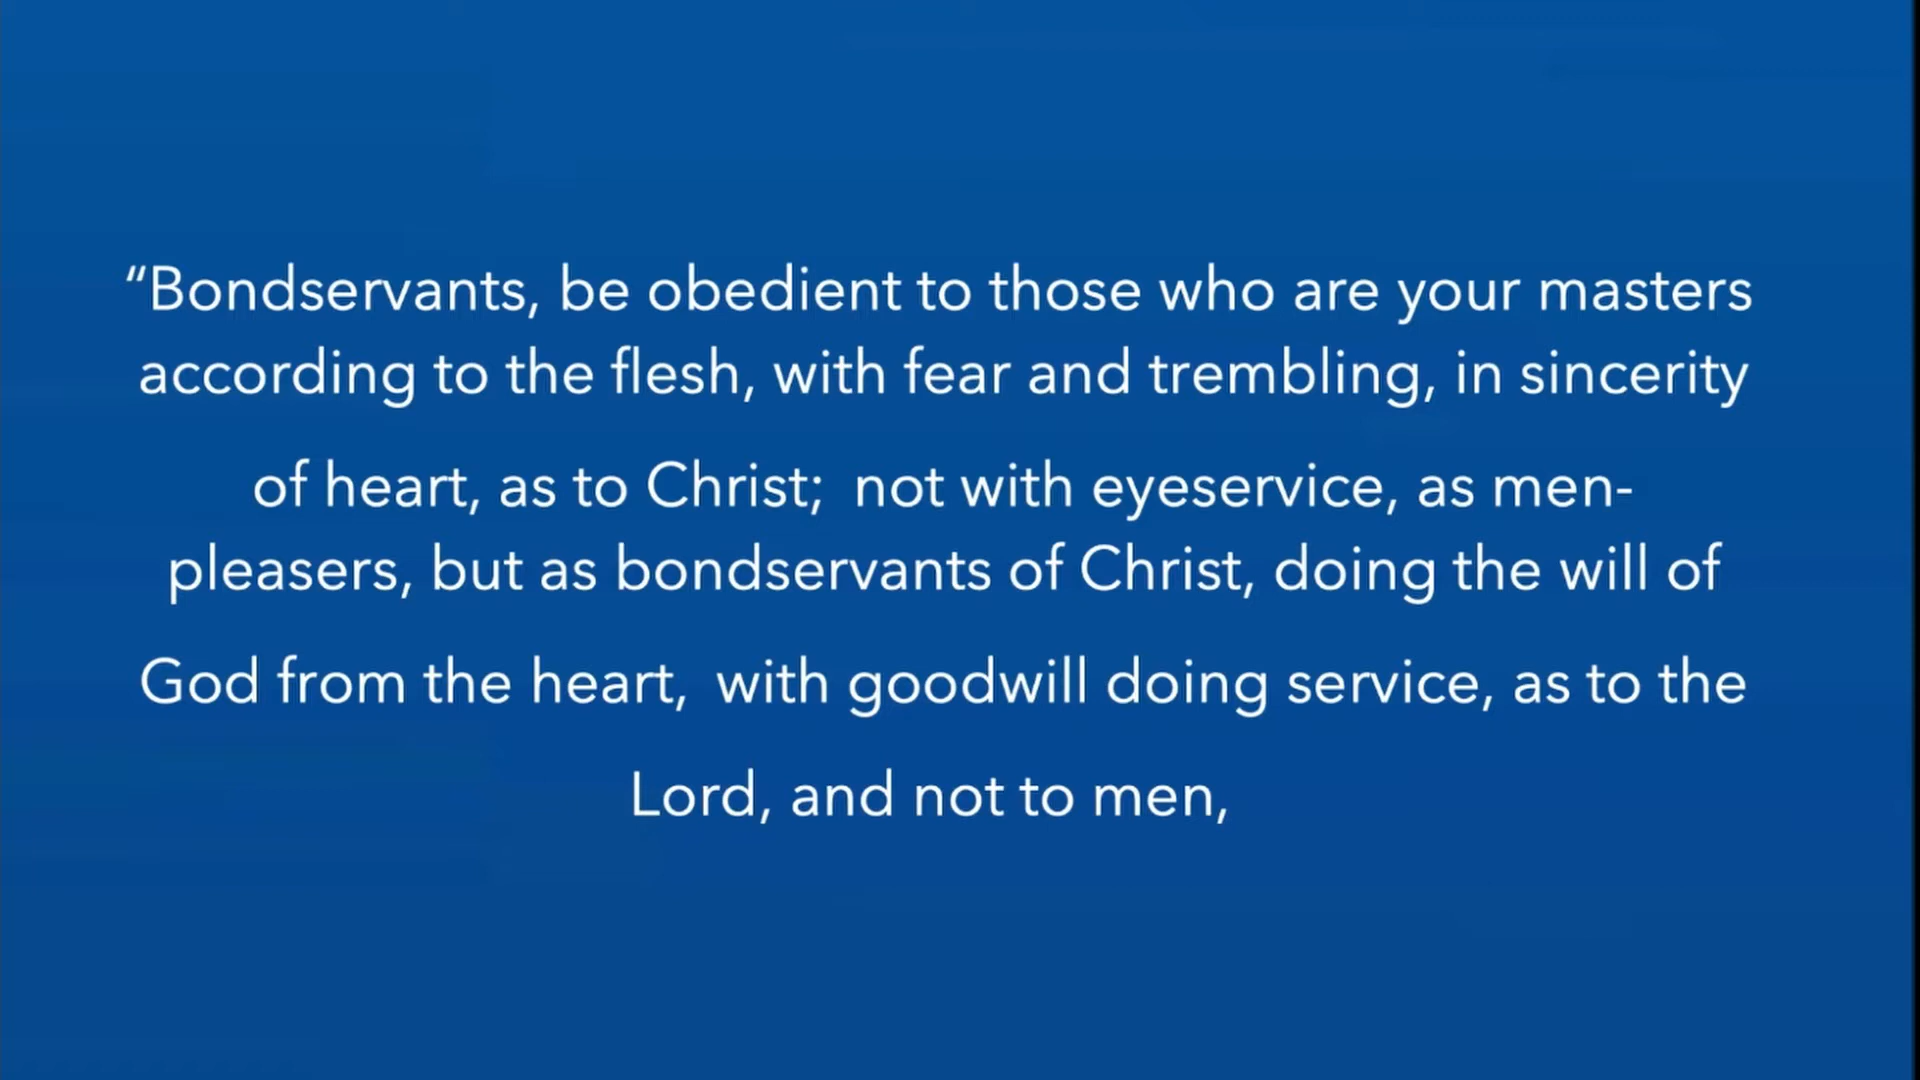 “Bondservants, be obedient to those who are your masters
according to the flesh, with fear and trembling, in sincerity
of heart, as to Christ;  not with eyeservice, as men-
pleasers, but as bondservants of Christ, doing the will of
God from the heart,  with goodwill doing service, as to the
Lord, and not to men,